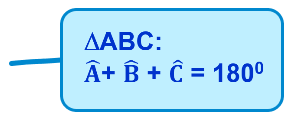 ΔABC:
Â+ B̂ + Ĉ = 180⁰